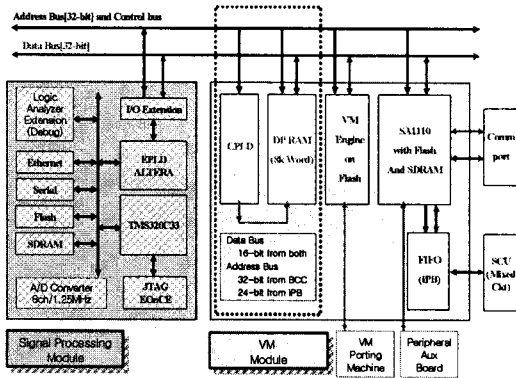 Address Bus[32-bit] and Control bus
Data Bus[32-bit]
Logic
Analyzer
Extension
(Debug)
Ethernet
Serial
Flash
SDRAM
A/D Converter
6ch/1.25MHz
I/O Extension
EPLD
ALTERA
TMS320C33
JTAG
EOnCE
Signal Processing
Module
CPLD
DP RAM
(8k Word)
Data Bus
16-bit from both
Address Bus
32-bit from BCC
24-bit from IPB
VM
Module
VM
Engine
on
Flash
VM
Porting
Machine
SA1110
with Flash
And SDRAM
FIFO
(IPB)
Peripheral
Aux
Board
Comm
port
SCU
(Mixed
Ckt)